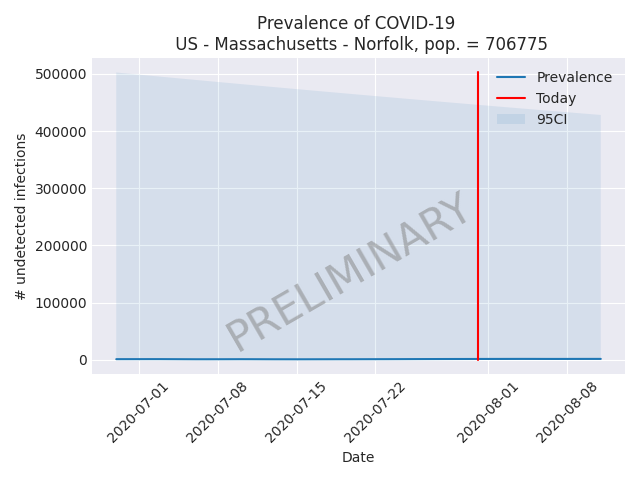 Prevalence of COVID-19
US - Massachusetts - Norfolk, pop. = 706775
500000
400000
300000
200000
100000
0
# undetected infections
Prevalence
Today
95CI
PRELIMINARY
2020-07-01
2020-07-08
2020-07-15
2020-07-22
2020-08-01
2020-08-08
Date